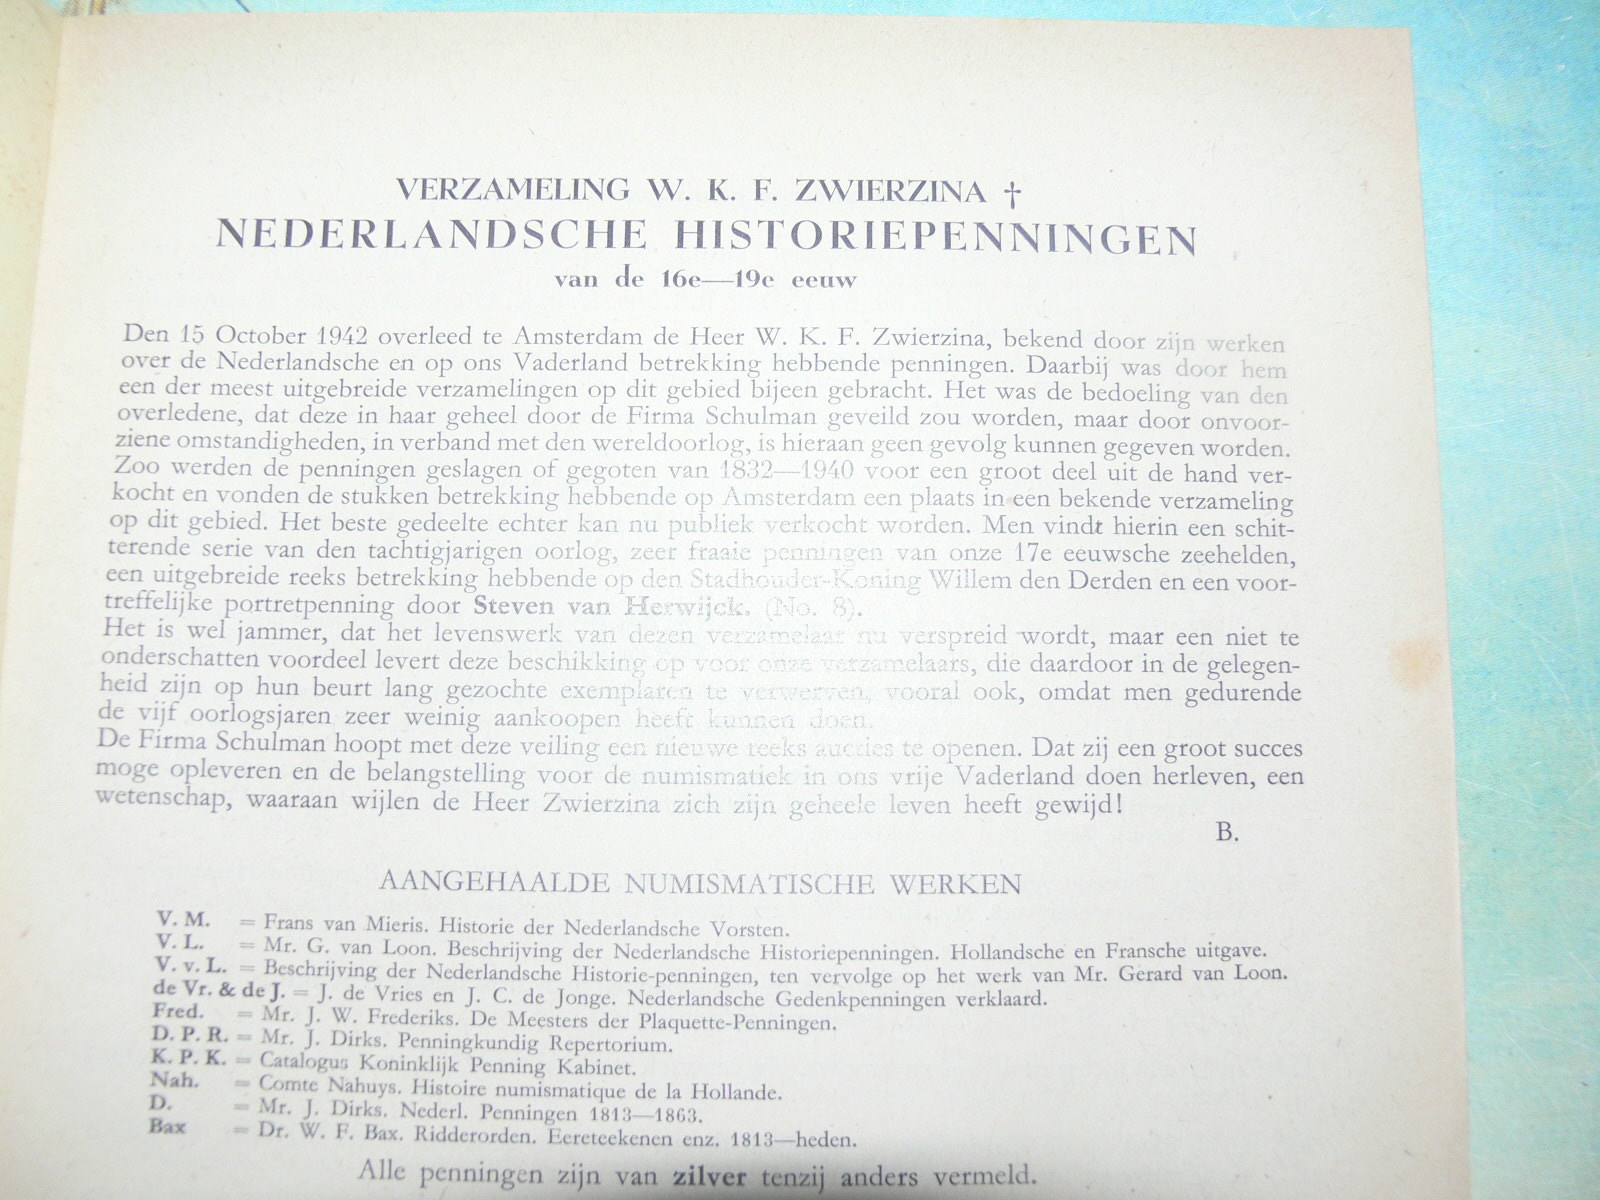 VERZAMELING W. K. F. ZWIERZINA †
NEDERLANDSCHE HISTORIEPENNINGEN
van de 16e—19e eeuw
Den 15 October 1942 overleed te Amsterdam de Heer W. K. F. Zwierzina, bekend door zijn werken
over de Nederlandsche en op ons Vaderland betrekking hebbende penningen. Daarbij was door hem
een der meest uitgebreide verzamelingen op dit gebied bijeen gebracht. Het was de bedoeling van den
overledene, dat deze in haar geheel door de Firma Schulman geveild zou worden, maar door onvoor-
ziene omstandigheden, in verband met den wereldoorlog, is hieraan geen gevolg kunnen gegeven worden.
Zoo werden de penningen geslagen of gegoten van 1832—1940 voor een groot deel uit de hand ver-
kocht en vonden de stukken betrekking hebbende op Amsterdam een plaats in een bekende verzameling
op dit gebied. Het beste gedeelte echter kan nu publiek verkocht worden. Men vindt hierin een schit-
terende serie van den tachtigjarigen oorlog, zeer fraaie penningen van onze 17e eeuwsche zeehelden,
een uitgebreide reeks betrekking hebbende op den Stadhouder-Koning Willem den Derden en een voor-
treffelijke portretpenning door Steven van Herwijck. (No. 8).
Het is wel jammer, dat het levenswerk van dezen verzamelaar nu verspreid wordt, maar een niet te
onderschatten voordeel levert deze beschikking op voor onze verzamelaars, die daardoor in de gelegen-
heid zijn op hun beurt lang gezochte exemplaren te verwerven, vooral ook, omdat men gedurende
de vijf oorlogsjaren zeer weinig aankoopen heeft kunnen doen.
De Firma Schulman hoopt met deze veiling een nieuwe reeks aucties te openen. Dat zij een groot succes
moge opleveren en de belangstelling voor de numismatiek in ons vrije Vaderland doen herleven, een
wetenschap, waaraan wijlen de Heer Zwierzina zich zijn geheele leven heeft gewijd!
B.
AANGEHAALDE NUMISMATISCHE WERKEN
V. M. = Frans van Mieris. Historie der Nederlandsche Vorsten.
V. L. = Mr. G. van Loon. Beschrijving der Nederlandsche Historiepenningen. Hollandsche en Fransche uitgave.
V. v. L. = Beschrijving der Nederlandsche Historie-penningen, ten vervolge op het werk van Mr. Gerard van Loon.
de Vr. & de J. = J. de Vries en J. C. de Jonge. Nederlandsche Gedenkpenningen verklaard.
Fred. = Mr. J. W. Frederiks. De Meesters der Plaquette-Penningen.
D. P. R. = Mr. J. Dirks. Penningkundig Repertorium.
K. P. K. = Catalogus Koninklijk Penning Kabinet.
Nah. = Comte Nahuys. Histoire numismatique de la Hollande.
D. = Mr. J. Dirks. Nederl. Penningen 1813—1863.
Bax = Dr. W. F. Bax. Ridderorden. Eereteekenen enz. 1813—heden.
Alle penningen zijn van zilver tenzij anders vermeld.